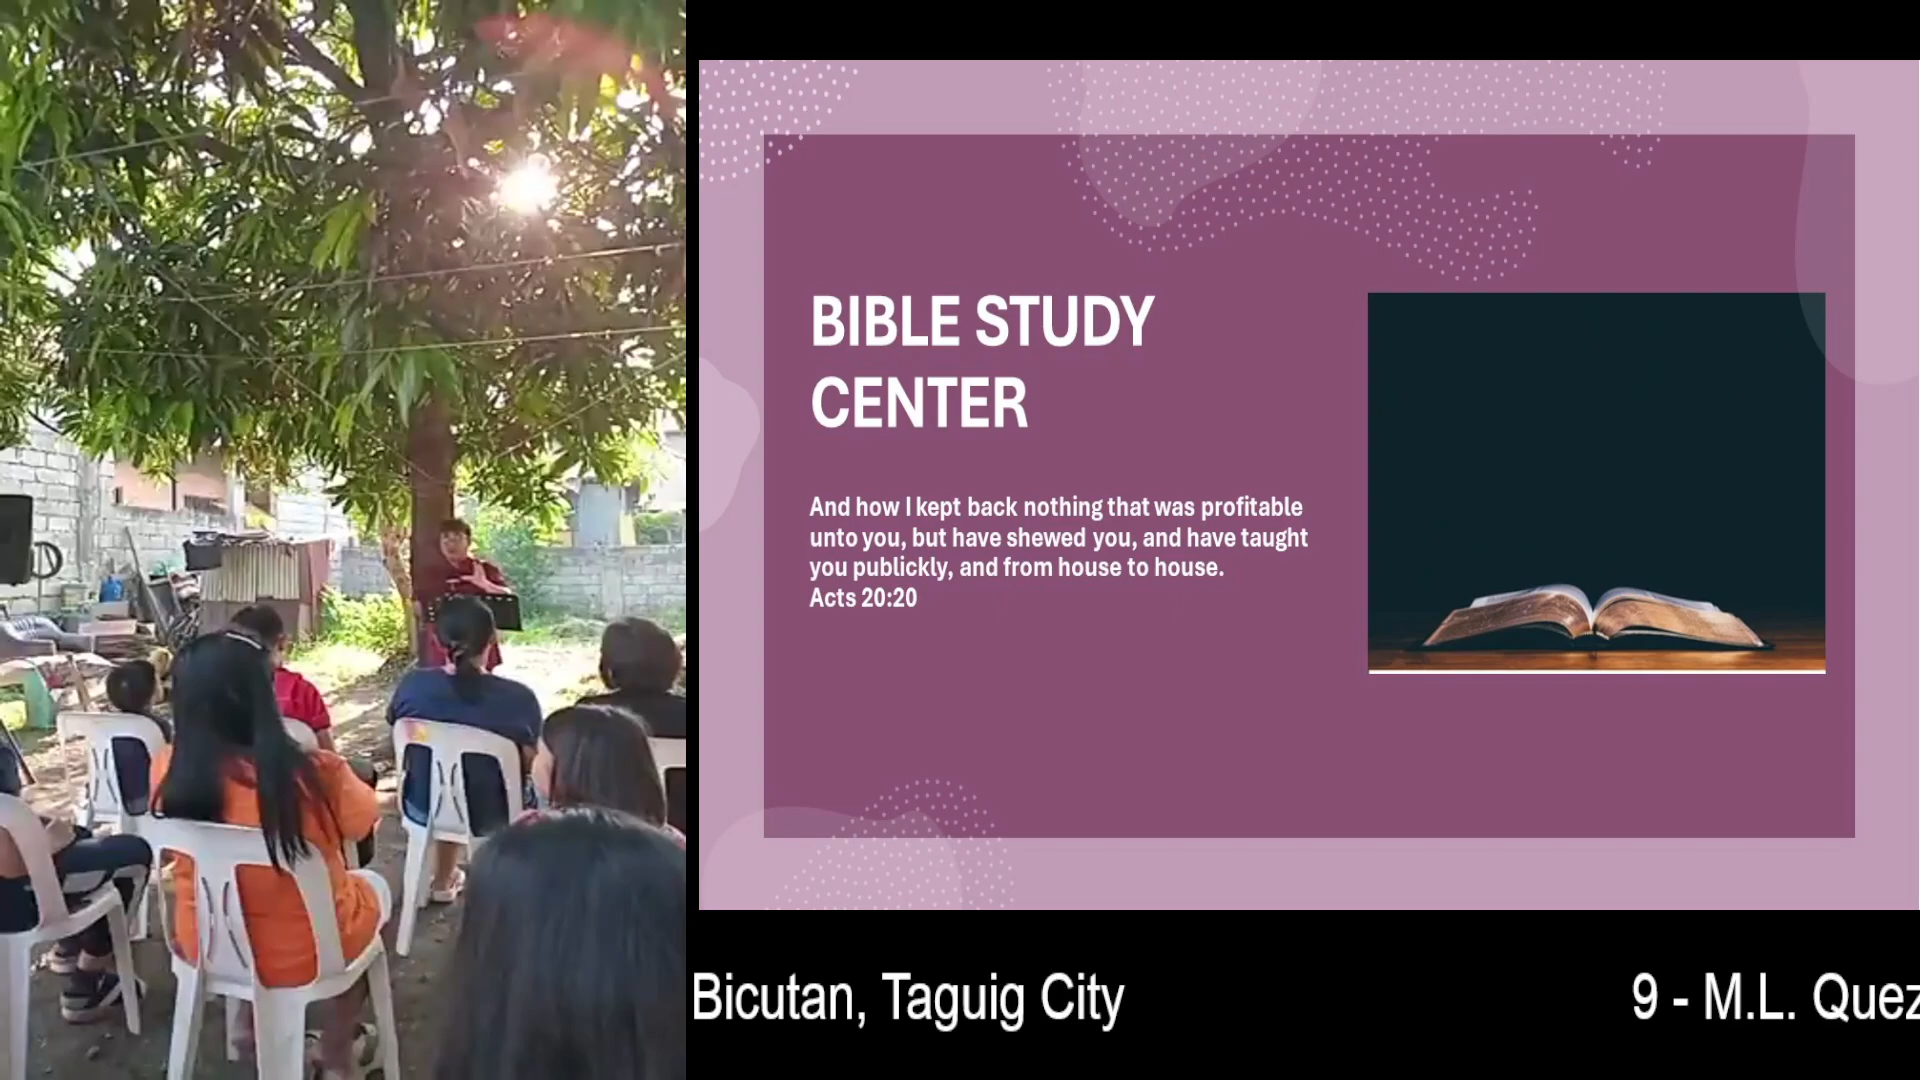 BIBLE STUDY
CENTER
And how I kept back nothing that was profitable
unto you, but have shewed you, and have taught
you publickly, and from house to house.
Acts 20:20
Bicutan, Taguig City
9 - M.L. Quez